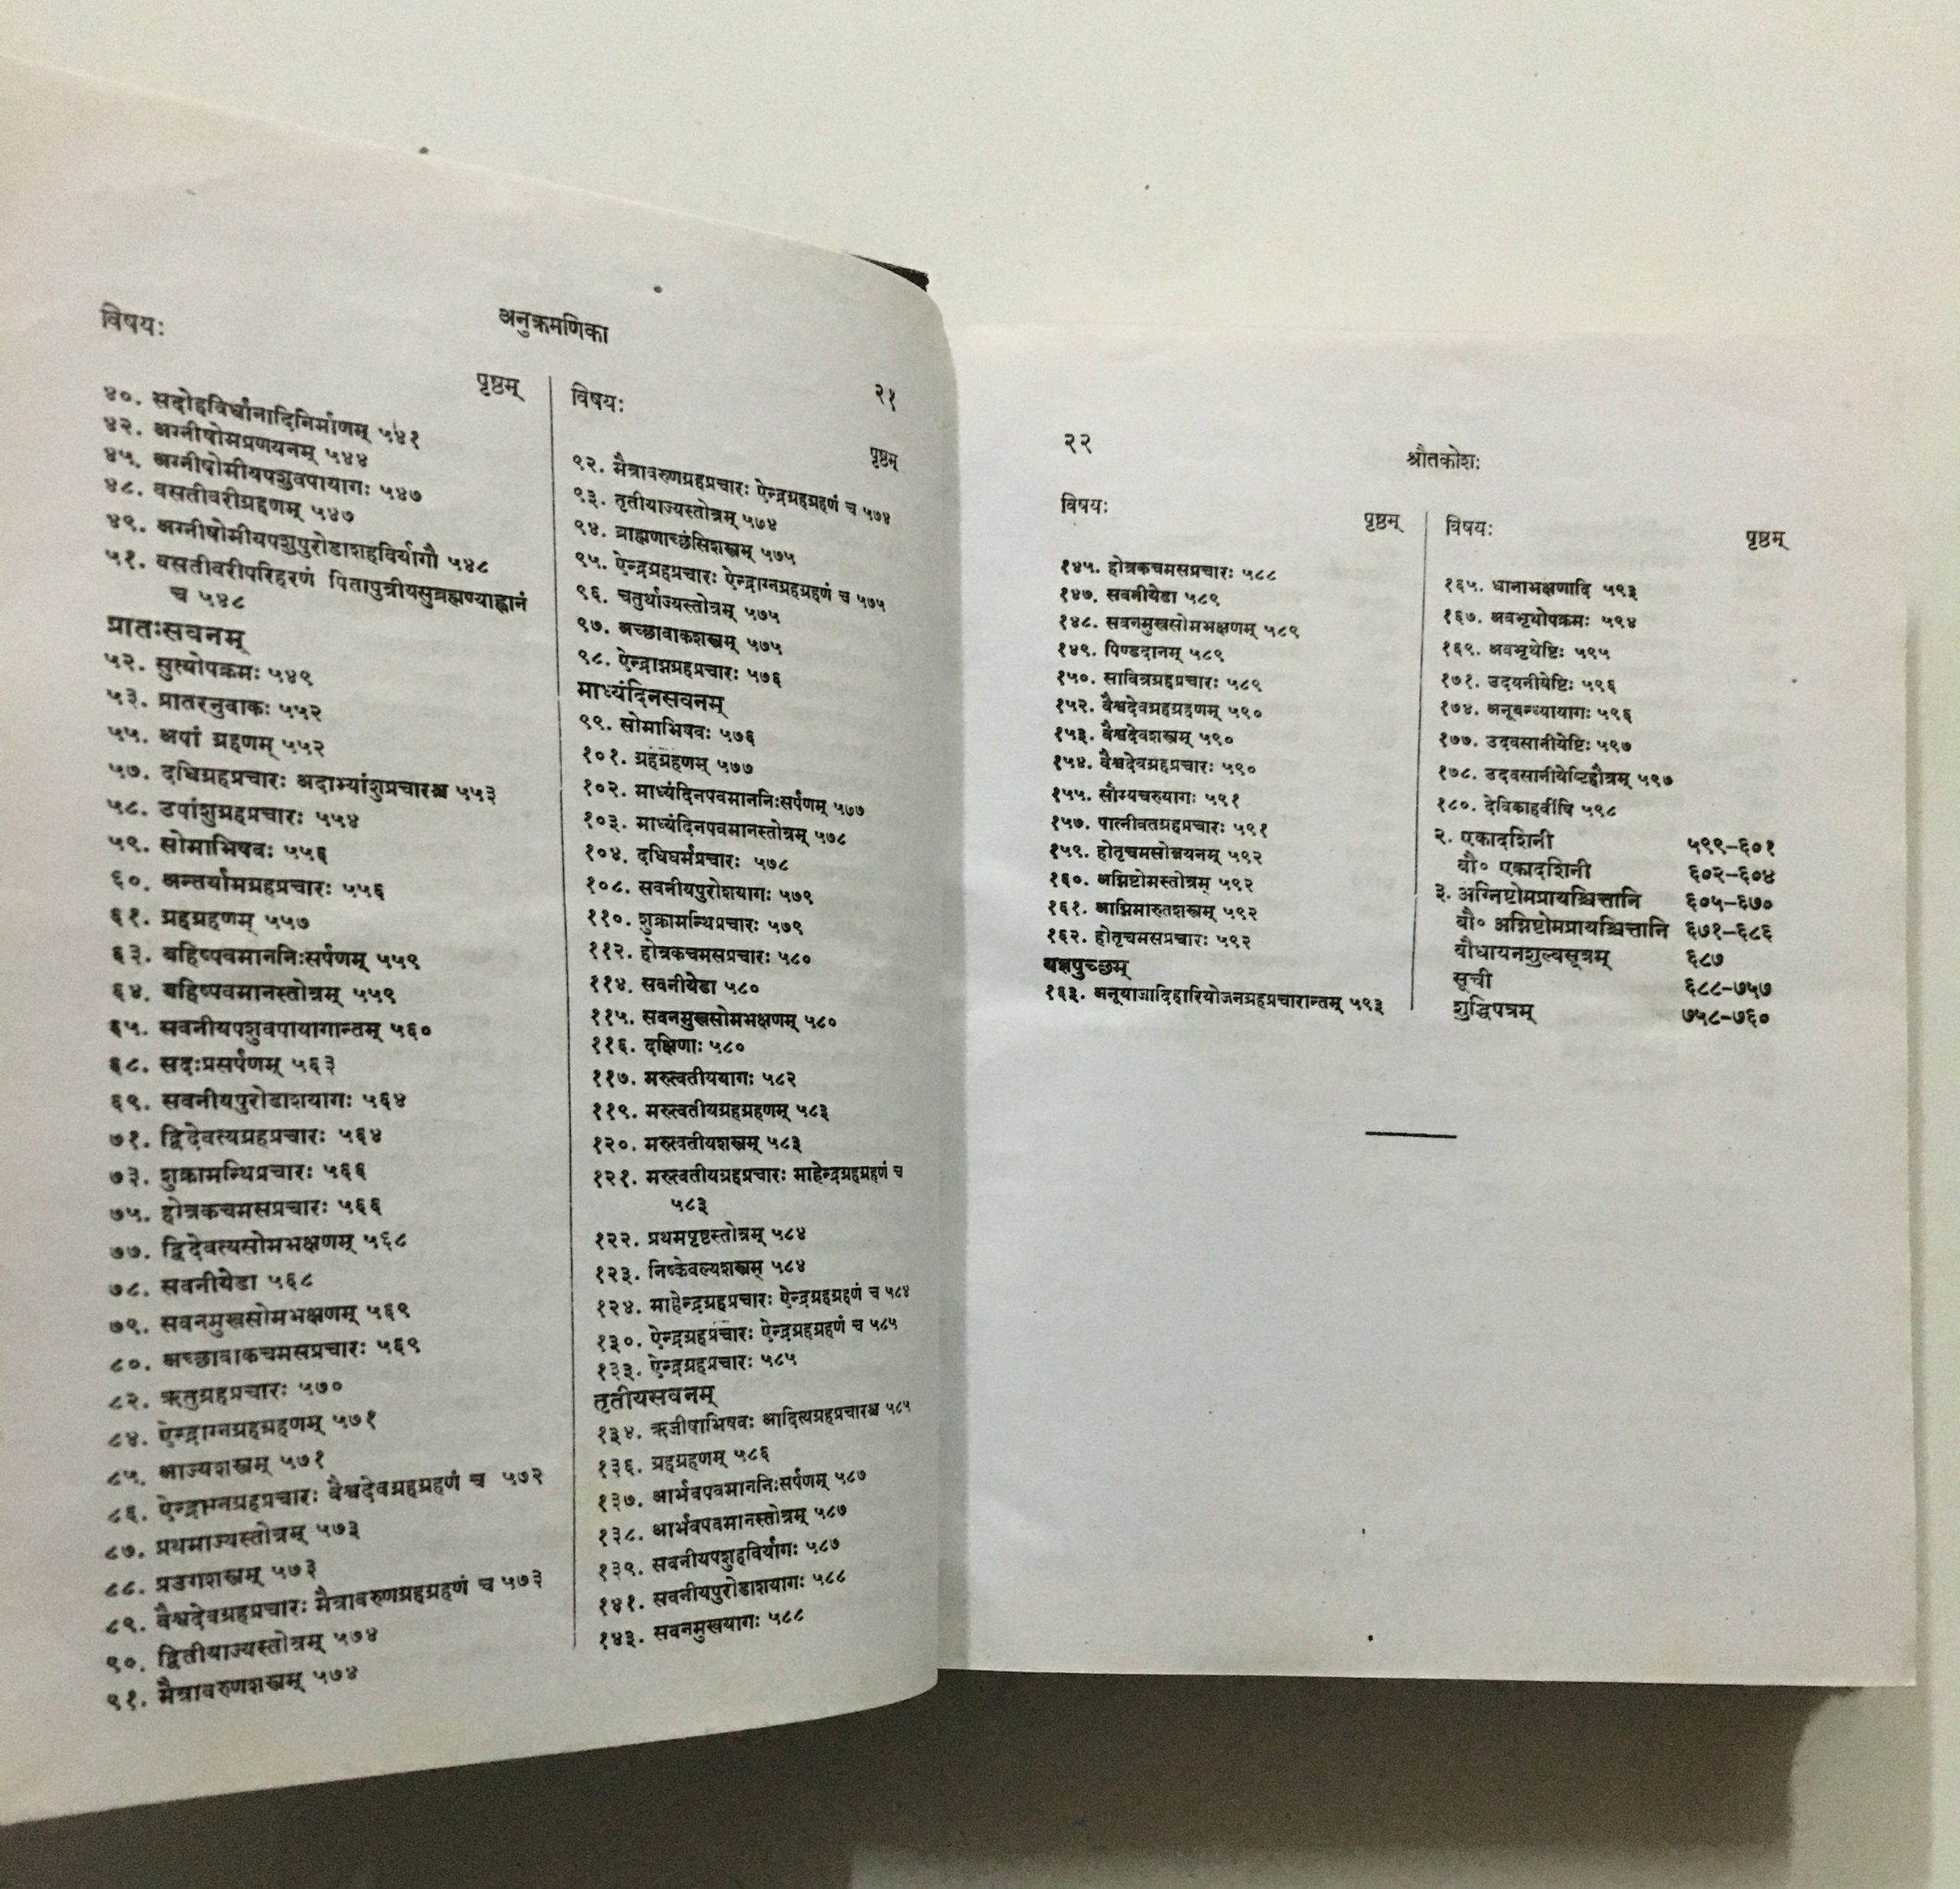 विषयः
अनुक्रमणिका
पृष्ठम्
४०. सदोहविर्धानादिनिर्माणम् ५४१
४२. अग्नीषोमप्रणयनम् ५४४
४५. अग्नीषोमीयपशुवपायागः ५४७
४८. वसतीवरीग्रहणम् ५४७
४९. अग्नीषोमीयपशुपुरोडाशहविर्यागौ ५४८
५१. वसतीवरीपरिहरणं पितापुत्रीयसुब्रह्मण्याह्वानं
च ५४८
प्रातःसवनम्
५२. सुत्योपक्रमः ५४९
५३. प्रातरनुवाकः ५५२
५५. अपां ग्रहणम् ५५२
५७. दधिग्रहप्रचारः अदाभ्यांशुप्रचारश्च ५५३
५८. उपांशुग्रहप्रचारः ५५४
५९. सोमाभिषवः ५५६
६०. अन्तर्यामग्रहप्रचारः ५५६
६१. ग्रहग्रहणम् ५५७
६३. बहिष्पवमाननिःसर्पणम् ५५९
६४. बहिष्पवमानस्तोत्रम् ५५९
६५. सवनीयपशुवपायागान्तम् ५६०
६८. सदःप्रसर्पणम् ५६३
६९. सवनीयपुरोडाशयागः ५६४
७१. द्विदेवत्यग्रहप्रचारः ५६४
७३. शुक्रामन्थिप्रचारः ५६६
७५. होत्रकचमसप्रचारः ५६६
७७. द्विदेवत्यसोमभक्षणम् ५६८
७८. सवनीयेडा ५६८
७९. सवनमुखसोमभक्षणम् ५६९
८०. अच्छावाकचमसप्रचारः ५६९
८२. ऋतुग्रहप्रचारः ५७०
८४. ऐन्द्राग्नग्रहग्रहणम् ५७१
८५. आज्यशस्त्रम् ५७१
८६. ऐन्द्राग्नग्रहप्रचारः वैश्वदेवग्रहग्रहणं च ५७२
८७. प्रथमाज्यस्तोत्रम् ५७३
८८. प्रउगशस्त्रम् ५७३
८९. वैश्वदेवग्रहप्रचारः मैत्रावरुणग्रहग्रहणं च ५७३
९०. द्वितीयाज्यस्तोत्रम् ५७४
९१. मैत्रावरुणशस्त्रम् ५७४
विषयः
२१
पृष्ठम्
९२. मैत्रावरुणग्रहप्रचारः ऐन्द्रग्रहग्रहणं च ५७४
९३. तृतीयाज्यस्तोत्रम् ५७४
९४. ब्राह्मणाच्छंसिशस्त्रम् ५७५
९५. ऐन्द्रग्रहप्रचारः ऐन्द्राग्नग्रहग्रहणं च ५७५
९६. चतुर्थाज्यस्तोत्रम् ५७५
९७. अच्छावाकशस्त्रम् ५७५
९८. ऐन्द्राग्नग्रहप्रचारः ५७६
माध्यंदिनसवनम्
९९. सोमाभिषवः ५७६
१०१. ग्रहग्रहणम् ५७७
१०२. माध्यंदिनपवमाननिःसर्पणम् ५७७
१०३. माध्यंदिनपवमानस्तोत्रम् ५७८
१०४. दधिघर्मप्रचारः ५७८
१०८. सवनीयपुरोशयागः ५७९
११०. शुक्रामन्थिप्रचारः ५७९
११२. होत्रकचमसप्रचारः ५८०
११४. सवनीयेडा ५८०
११५. सवनमुखसोमभक्षणम् ५८०
११६. दक्षिणाः ५८०
११७. मरुत्वतीययागः ५८२
११९. मरुत्वतीयग्रहग्रहणम् ५८३
१२०. मरुत्वतीयशस्त्रम् ५८३
१२१. मरुत्वतीयग्रहप्रचारः माहेन्द्रग्रहग्रहणं च
५८३
१२२. प्रथमपृष्ठस्तोत्रम् ५८४
१२३. निष्केवल्यशस्त्रम् ५८४
१२४. माहेन्द्रग्रहप्रचारः ऐन्द्रग्रहग्रहणं च ५८४
१३०. ऐन्द्रग्रहप्रचारः ऐन्द्रग्रहग्रहणं च ५८५
१३३. ऐन्द्रग्रहप्रचारः ५८५
तृतीयसवनम्
१३४. ऋजीषाभिषवः आदित्यग्रहप्रचारश्च ५८५
१३६. ग्रहग्रहणम् ५८६
१३७. आर्भवपवमाननिःसर्पणम् ५८७
१३८. आर्भवपवमानस्तोत्रम् ५८७
१३९. सवनीयपशुहविर्यागः ५८७
१४१. सवनीयपुरोडाशयागः ५८८
१४३. सवनमुखयागः ५८८
२२
श्रौतकोशः
विषयः
पृष्ठम्
१४५. होत्रकचमसप्रचारः ५८८
१४७. सवनीयेडा ५८९
१४८. सवनमुखसोमभक्षणम् ५८९
१४९. पिण्डदानम् ५८९
१५०. सावित्रग्रहप्रचारः ५८९
१५२. वैश्वदेवग्रहग्रहणम् ५९०
१५३. वैश्वदेवशस्त्रम् ५९०
१५४. वैश्वदेवग्रहप्रचारः ५९०
१५५. सौम्यचरुयागः ५९१
१५७. पात्नीवतग्रहप्रचारः ५९१
१५९. होतृचमसोन्नयनम् ५९२
१६०. अग्निष्टोमस्तोत्रम् ५९२
१६१. आग्निमारुतशस्त्रम् ५९२
१६२. होतृचमसप्रचारः ५९२
यज्ञपुच्छम्
१६३. अनूयाजादिहारियोजनग्रहप्रचारान्तम् ५९३
विषयः
पृष्ठम्
१६५. धानाभक्षणादि ५९३
१६७. अवभृथोपक्रमः ५९४
१६९. अवभृथेष्टिः ५९५
१७१. उदयनीयेष्टिः ५९६
१७४. अनूबन्ध्यायागः ५९६
१७७. उदवसानीयेष्टिः ५९७
१७८. उदवसानीयेष्टिहौत्रम् ५९७
१८०. देविकाहवींषि ५९८
२. एकादशिनी ५९९–६०१
बौ॰ एकादशिनी ६०२–६०४
३. अग्निष्टोमप्रायश्चित्तानि ६०५–६७०
बौ॰ अग्निष्टोमप्रायश्चित्तानि ६७१–६८६
बौधायनशुल्वसूत्रम् ६८७
सूची ६८८–७५७
शुद्धिपत्रम् ७५८–७६०